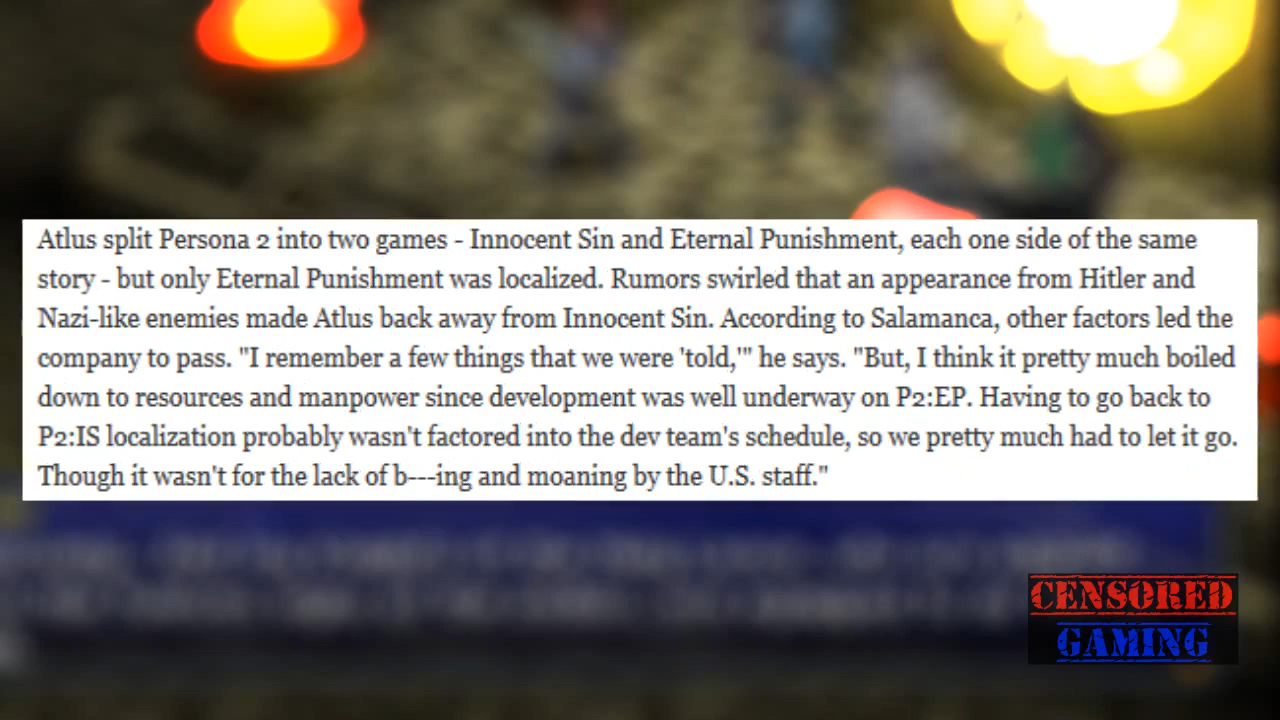 Atlus split Persona 2 into two games - Innocent Sin and Eternal Punishment, each one side of the same
story - but only Eternal Punishment was localized. Rumors swirled that an appearance from Hitler and
Nazi-like enemies made Atlus back away from Innocent Sin. According to Salamanca, other factors led the
company to pass. "I remember a few things that we were 'told,'" he says. "But, I think it pretty much boiled
down to resources and manpower since development was well underway on P2:EP. Having to go back to
P2:IS localization probably wasn't factored into the dev team's schedule, so we pretty much had to let it go.
Though it wasn't for the lack of b---ing and moaning by the U.S. staff."
CENSORED
GAMING